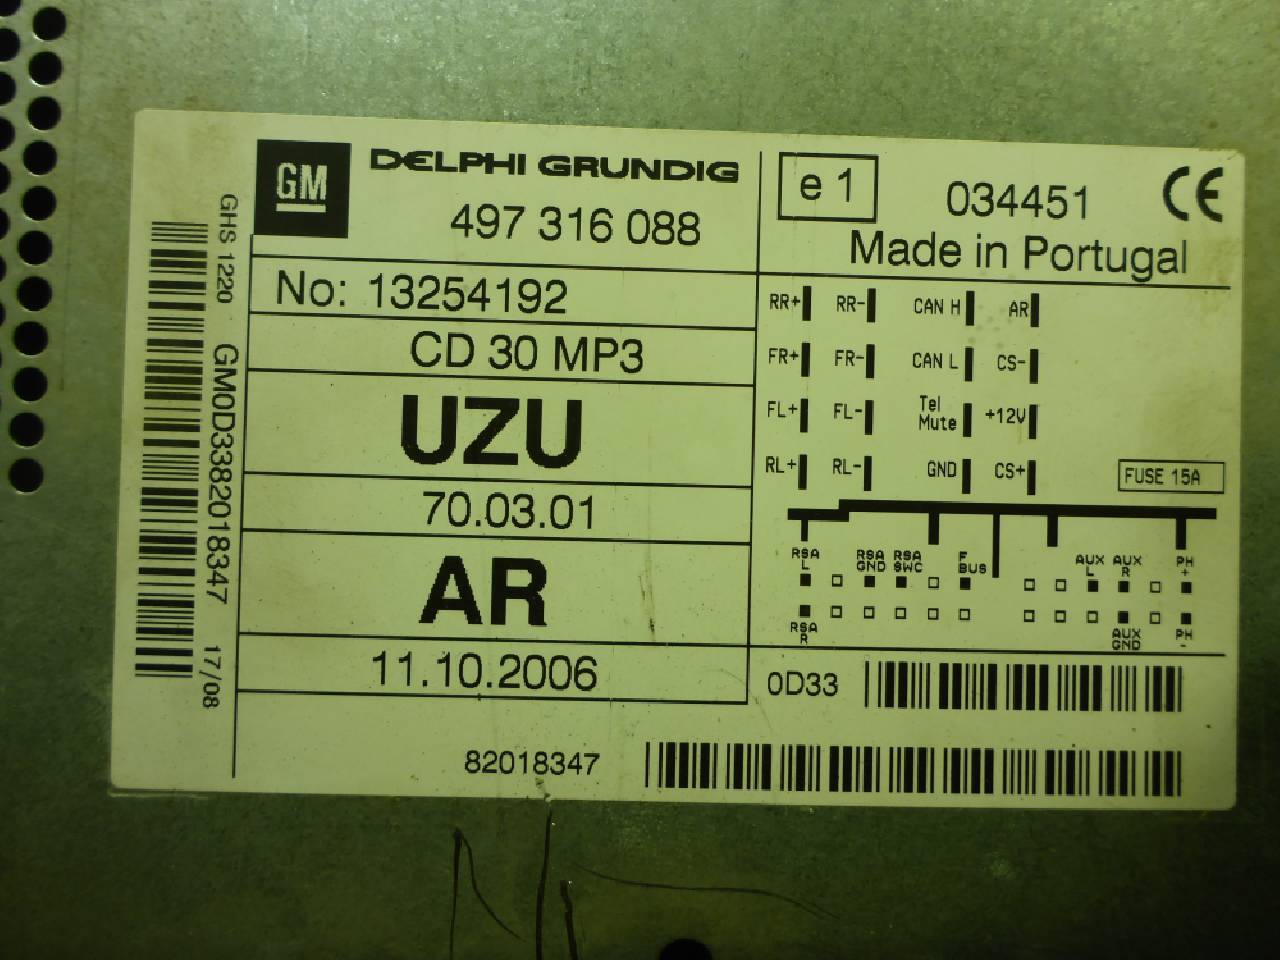 GHS 1220 GM0D3382018347 17/08
GM
DELPHI GRUNDIG
497 316 088
No: 13254192
CD 30 MP3
UZU
70.03.01
AR
11.10.2006
82018347
e 1
034451
CE
Made in Portugal
RR+ RR- CAN H AR
FR+ FR- CAN L CS-
FL+ FL- Tel Mute +12V
RL+ RL- GND CS+
FUSE 15A
RSA L RSA GND RSA SWC F BUS AUX L AUX R PH +
RSA R AUX GND PH -
0D33